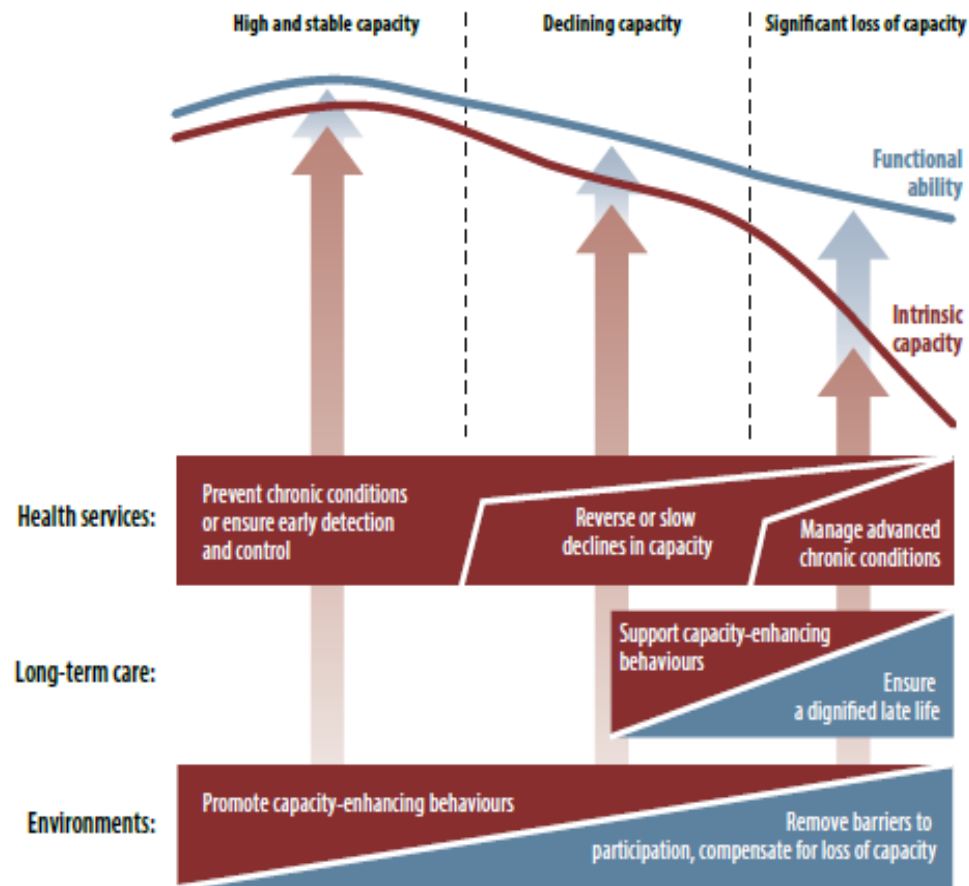 High and stable capacity
Declining capacity
Significant loss of capacity
Functional
ability
Intrinsic
capacity
Health services:
Prevent chronic conditions
or ensure early detection
and control
Reverse or slow
declines in capacity
Manage advanced
chronic conditions
Long-term care:
Support capacity-enhancing
behaviours
Ensure
a dignified late life
Environments:
Promote capacity-enhancing behaviours
Remove barriers to
participation, compensate for loss of capacity